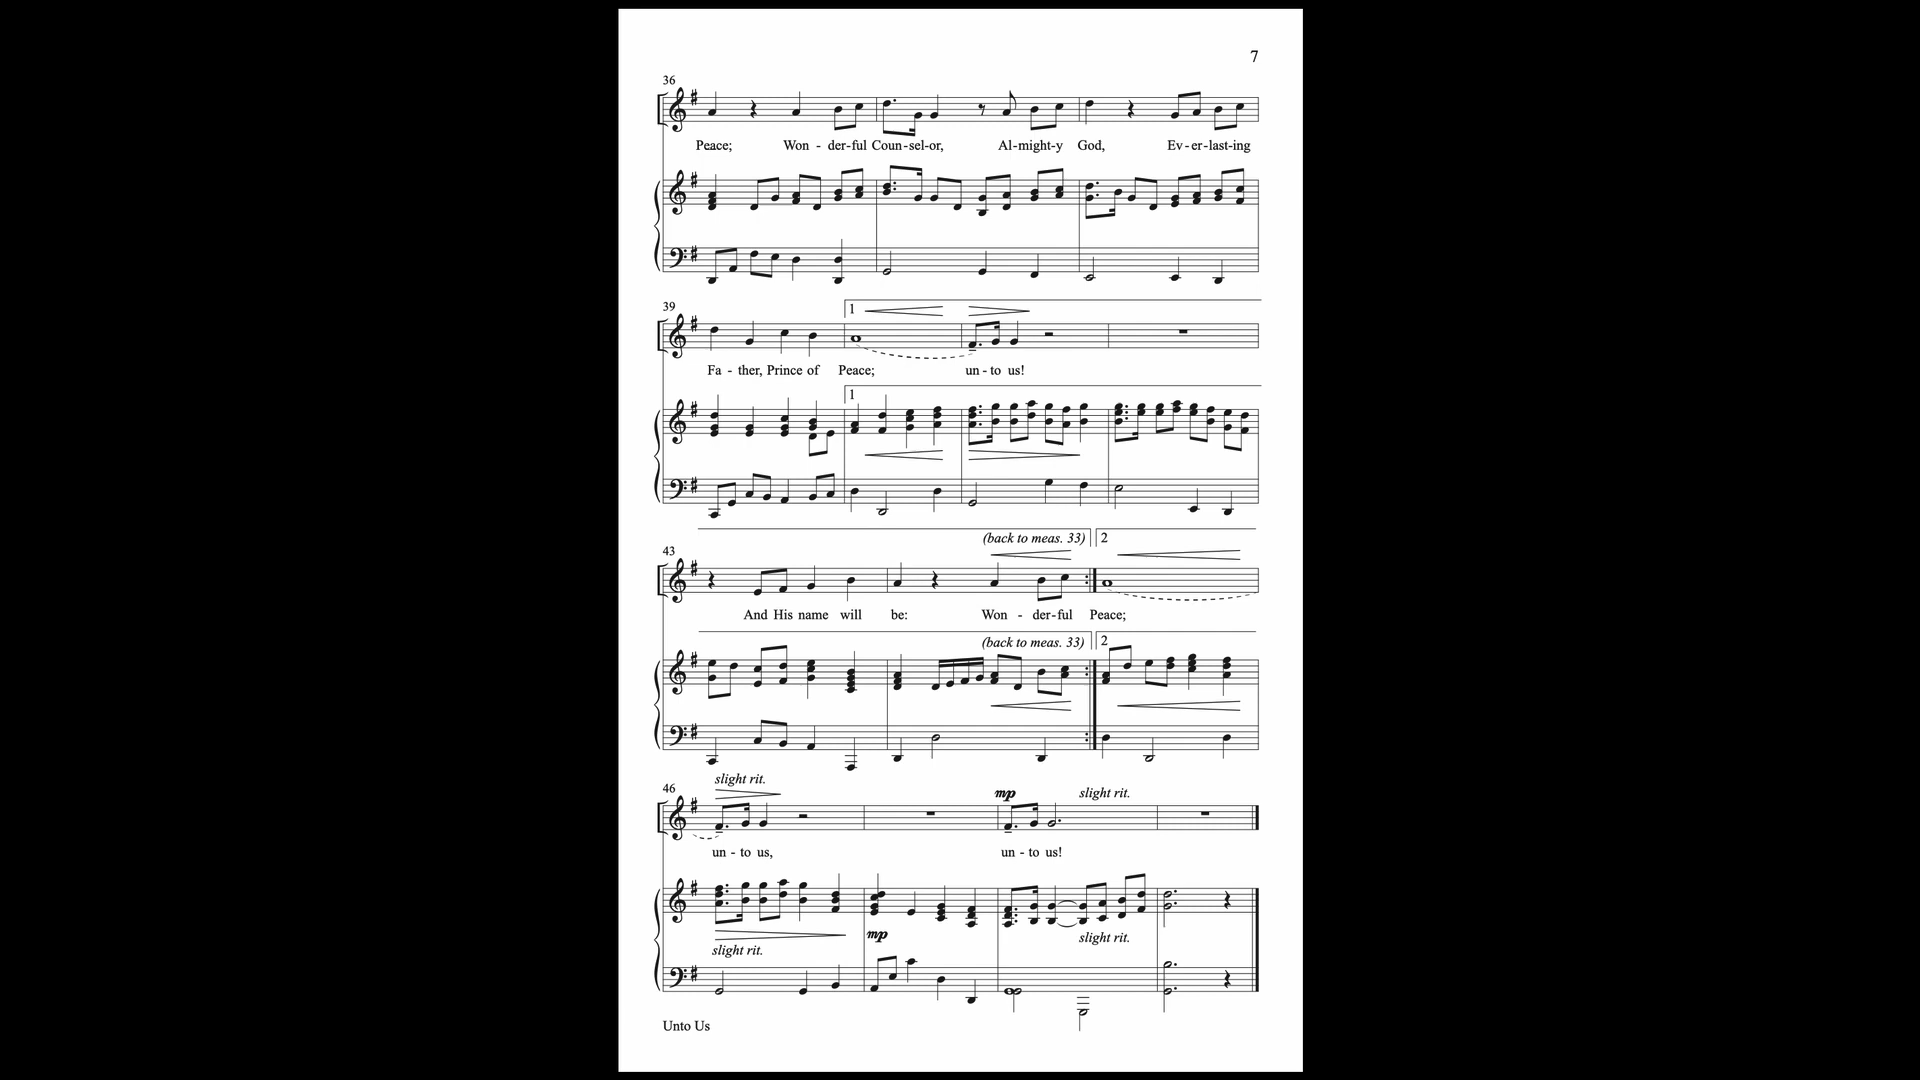 7
36
Peace; Won - der-ful Coun-sel-or, Al-might-y God, Ev-er-last-ing
39
1
Fa - ther, Prince of Peace; un-to us!
1
(back to meas. 33) 2
43
And His name will be: Won - der-ful Peace;
(back to meas. 33) 2
slight rit.
46 mp slight rit.
un - to us, un - to us!
mp slight rit.
slight rit.
Unto Us